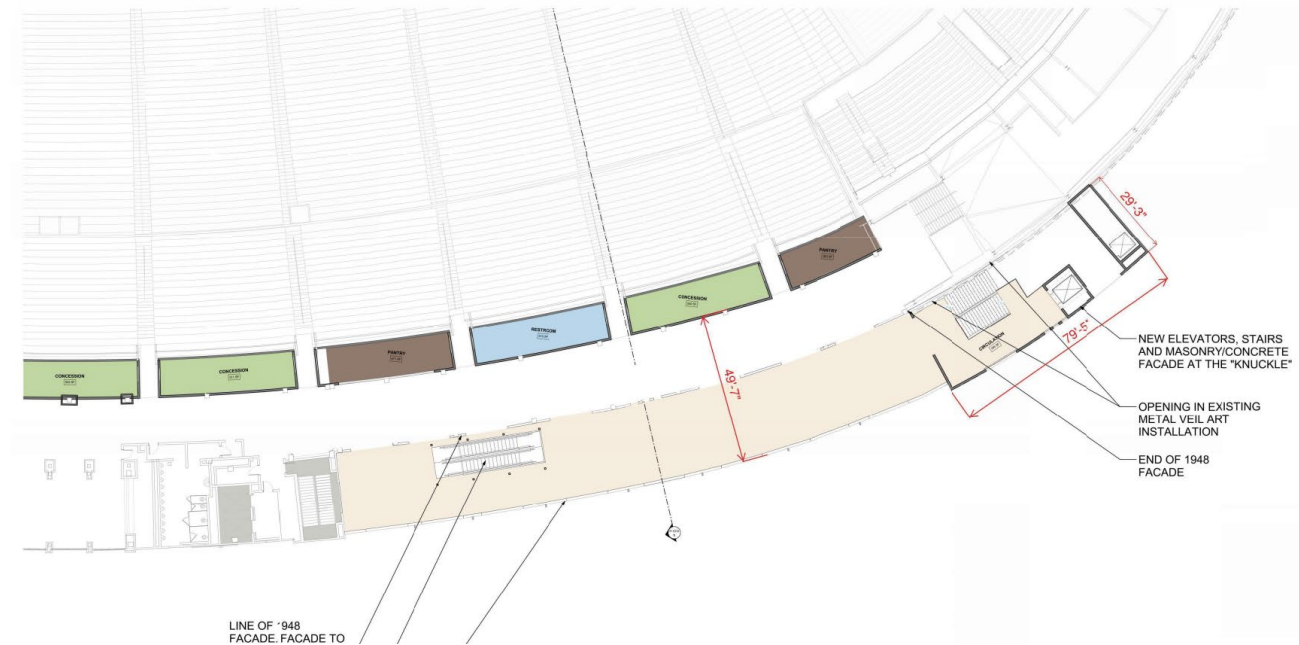 PANTRY
CONCESSION
RESTROOM
PANTRY
CONCESSION
CONCESSION
29'-3"
79'-5"
49'-7"
CIRCULATION
NEW ELEVATORS, STAIRS
AND MASONRY/CONCRETE
FACADE AT THE "KNUCKLE"
OPENING IN EXISTING
METAL VEIL ART
INSTALLATION
END OF 1948
FACADE
LINE OF '948
FACADE. FACADE TO